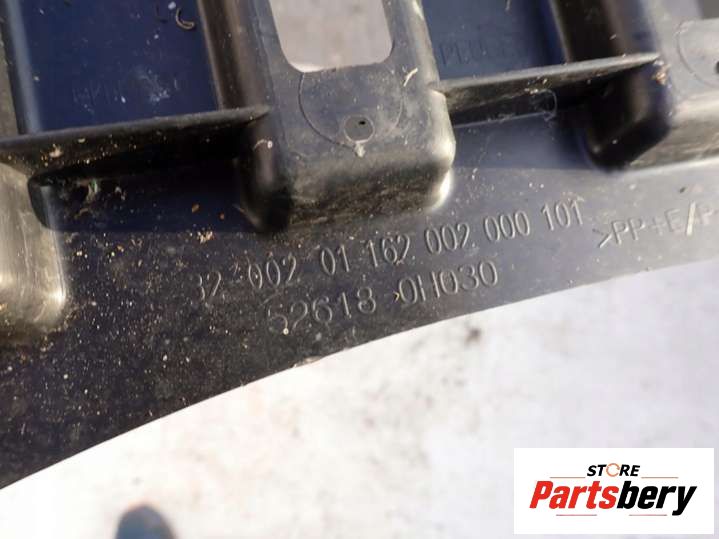 32-002 01 162 002 000 101
52618-0H030
>PP+E/P
STORE
Partsbery